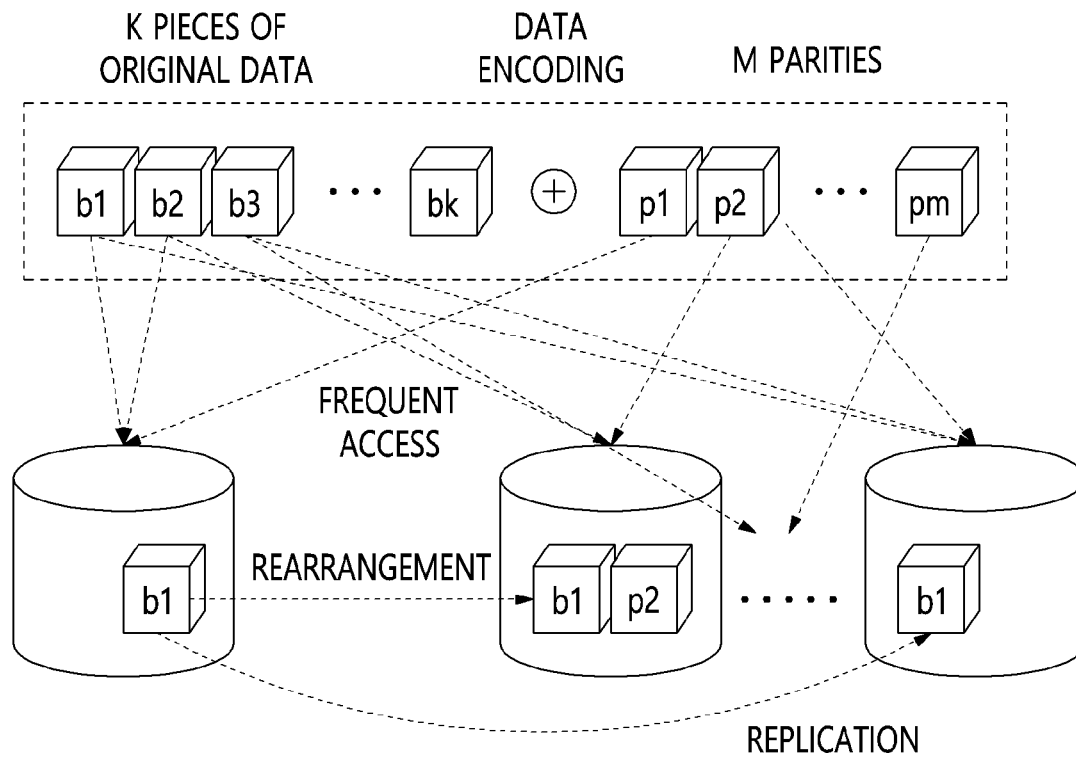 K PIECES OF
ORIGINAL DATA
DATA
ENCODING
M PARITIES
b1 b2 b3 ··· bk + p1 p2 ··· pm
FREQUENT
ACCESS
REARRANGEMENT
b1
b1 p2
·····
b1
REPLICATION